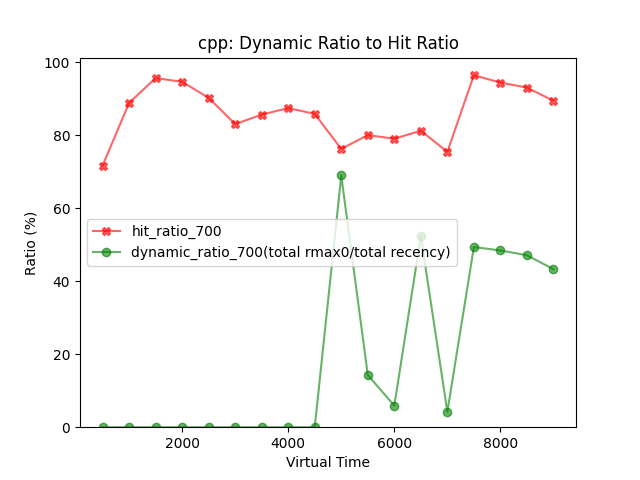 cpp: Dynamic Ratio to Hit Ratio
100
80
60
40
20
0
Ratio (%)
hit_ratio_700
dynamic_ratio_700(total rmax0/total recency)
2000 4000 6000 8000
Virtual Time